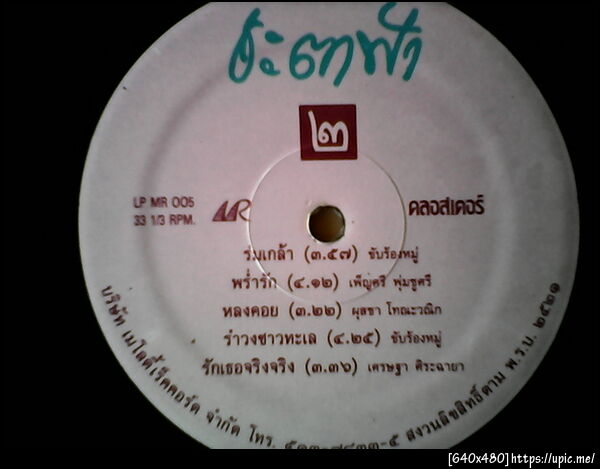 ชะตาฟ้า
๒
LP MR 005
33 1/3 RPM.
MR
คลอสเตอร์
ร่มเกล้า (๓.๕๗) ขับร้องหมู่
พร่ำรัก (๔.๑๒) เพ็ญศรี พุ่มชูศรี
หลงคอย (๓.๒๒) ผุสชา โทณะวณิก
รำวงชาวทะเล (๔.๒๕) ขับร้องหมู่
รักเธอจริงจริง (๓.๓๖) เศรษฐา ศิระฉายา
บริษัท เมโลดี้เร็คคอร์ด จำกัด โทร. สงวนลิขสิทธิ์ตาม พ.ร.บ. ๒๕๒๑
[640x480]https://upic.me/